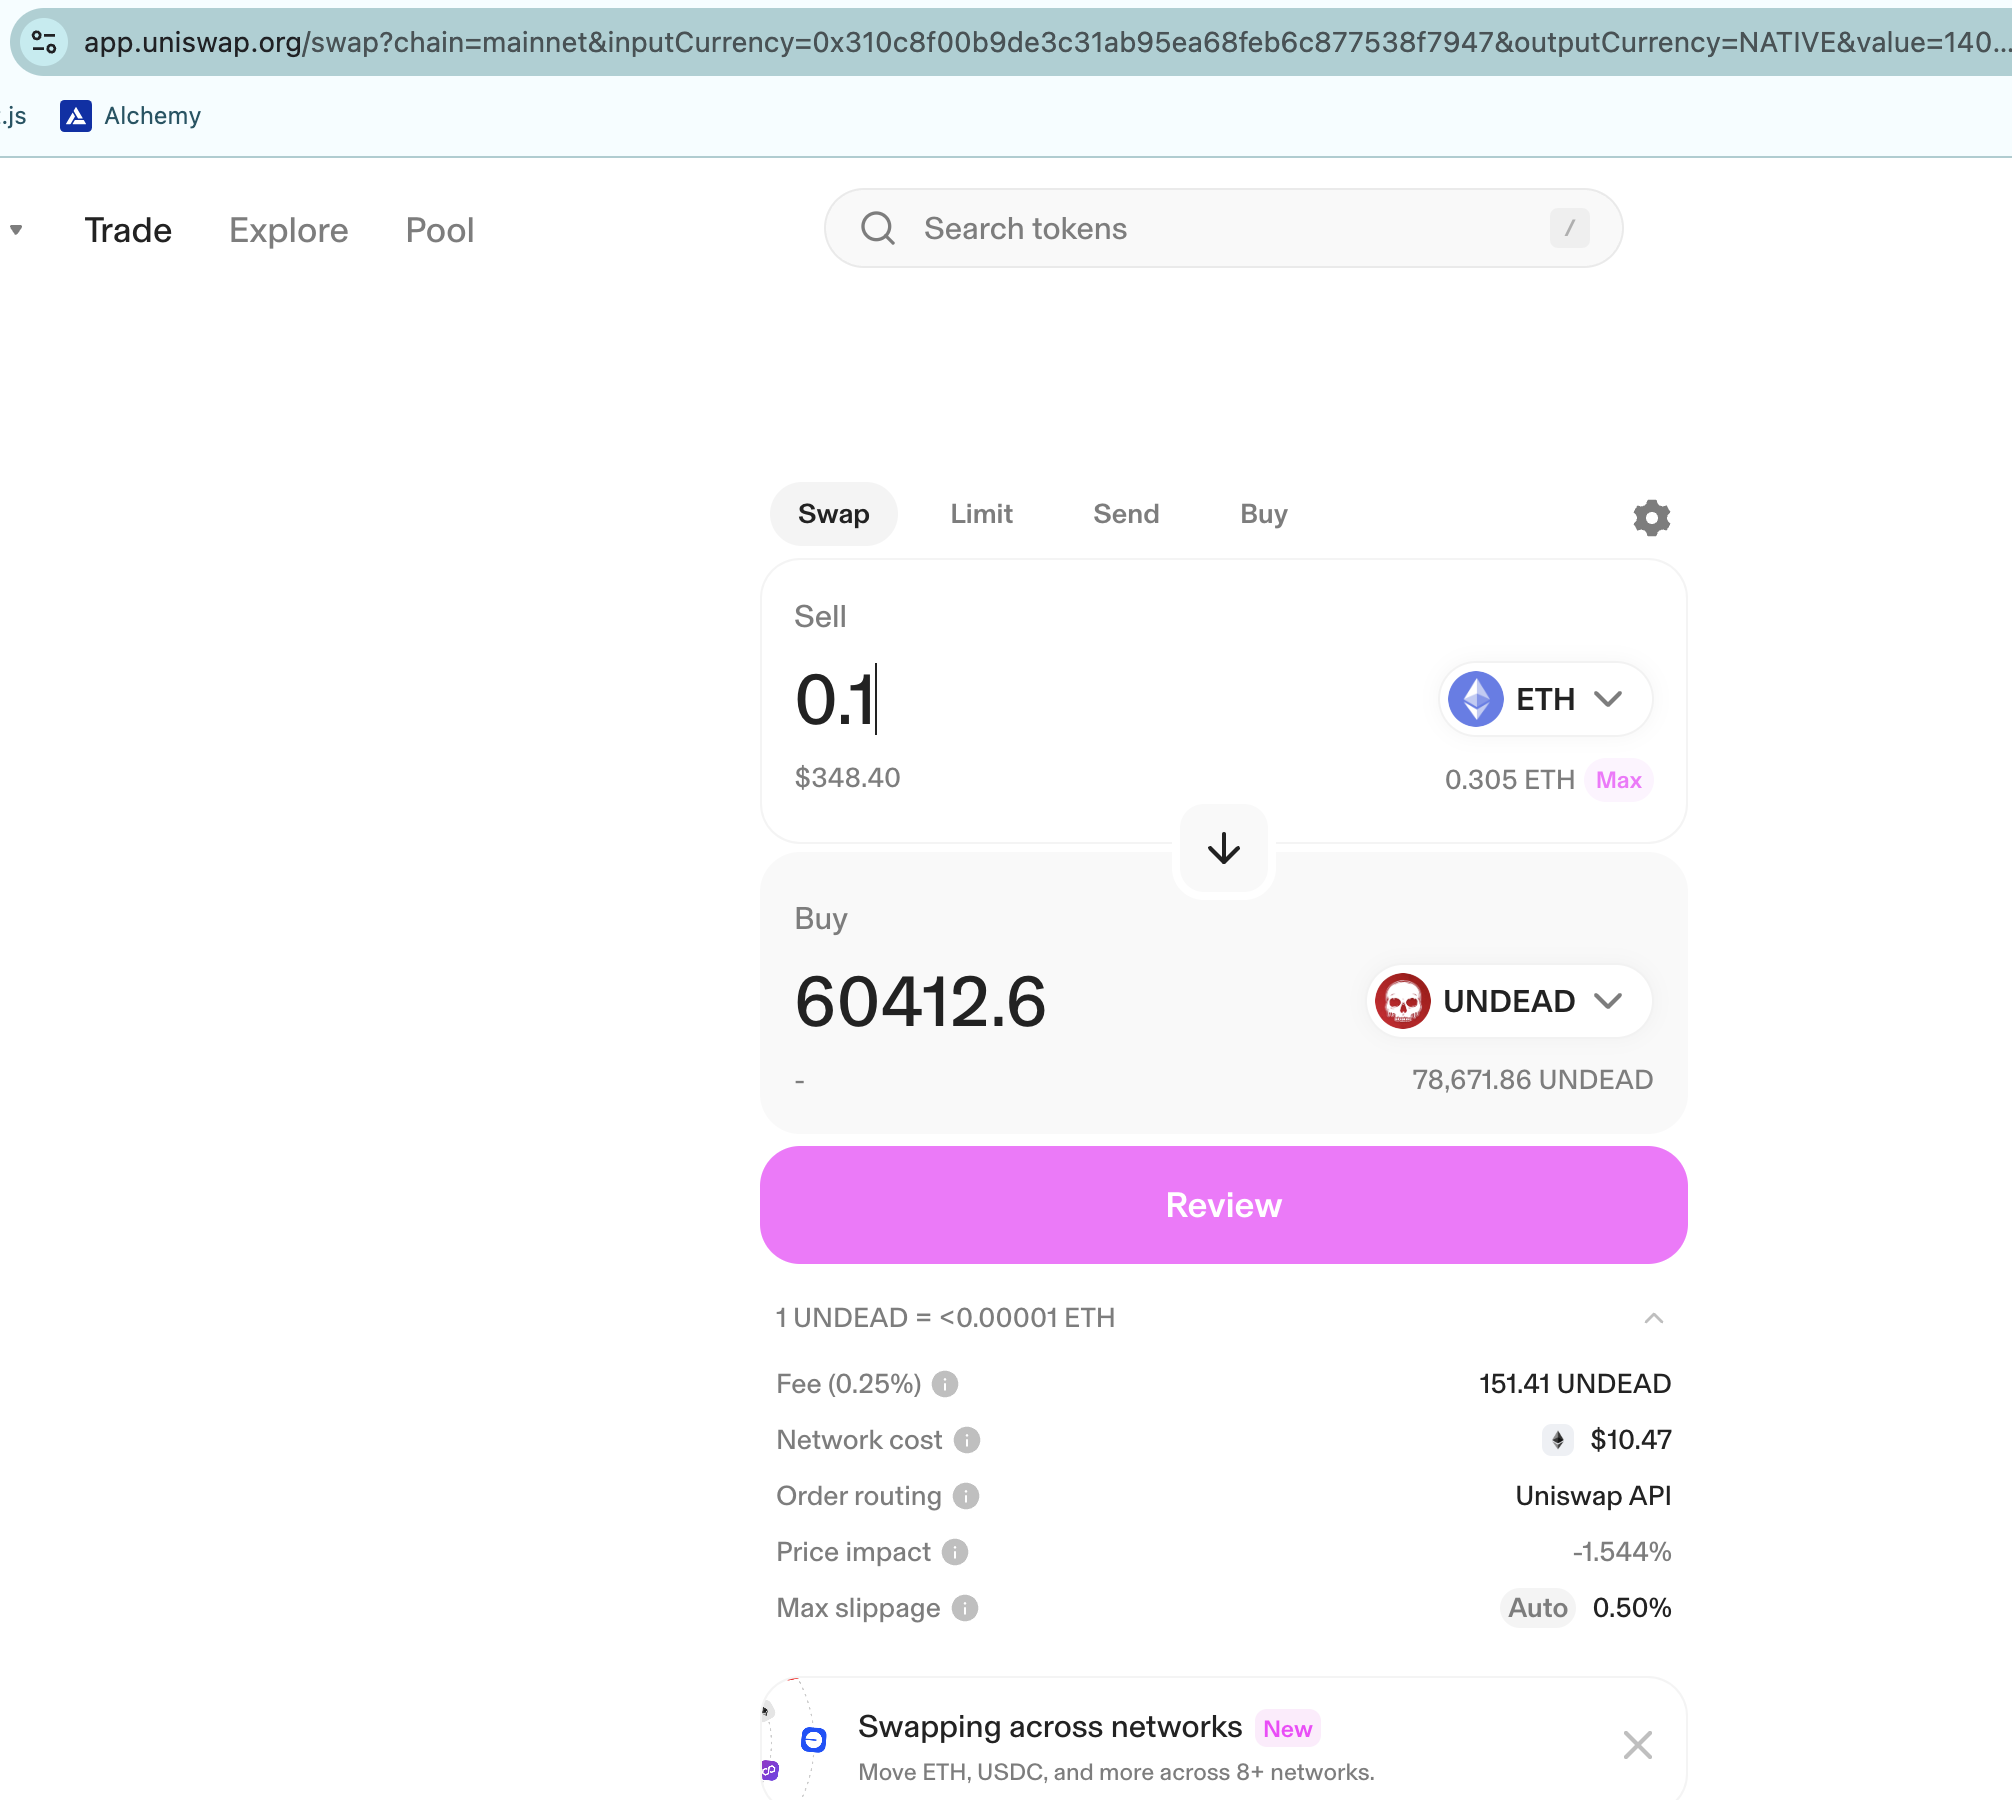 app.uniswap.org/swap?chain=mainnet&inputCurrency=0x310c8f00b9de3c31ab95ea68feb6c877538f7947&outputCurrency=NATIVE&value=140...
.js Alchemy
Trade Explore Pool Search tokens /
Swap Limit Send Buy
Sell
0.1 ETH
$348.40 0.305 ETH Max
Buy
60412.6 UNDEAD
- 78,671.86 UNDEAD
Review
1 UNDEAD = <0.00001 ETH
Fee (0.25%) 151.41 UNDEAD
Network cost $10.47
Order routing Uniswap API
Price impact -1.544%
Max slippage Auto 0.50%
Swapping across networks New
Move ETH, USDC, and more across 8+ networks.